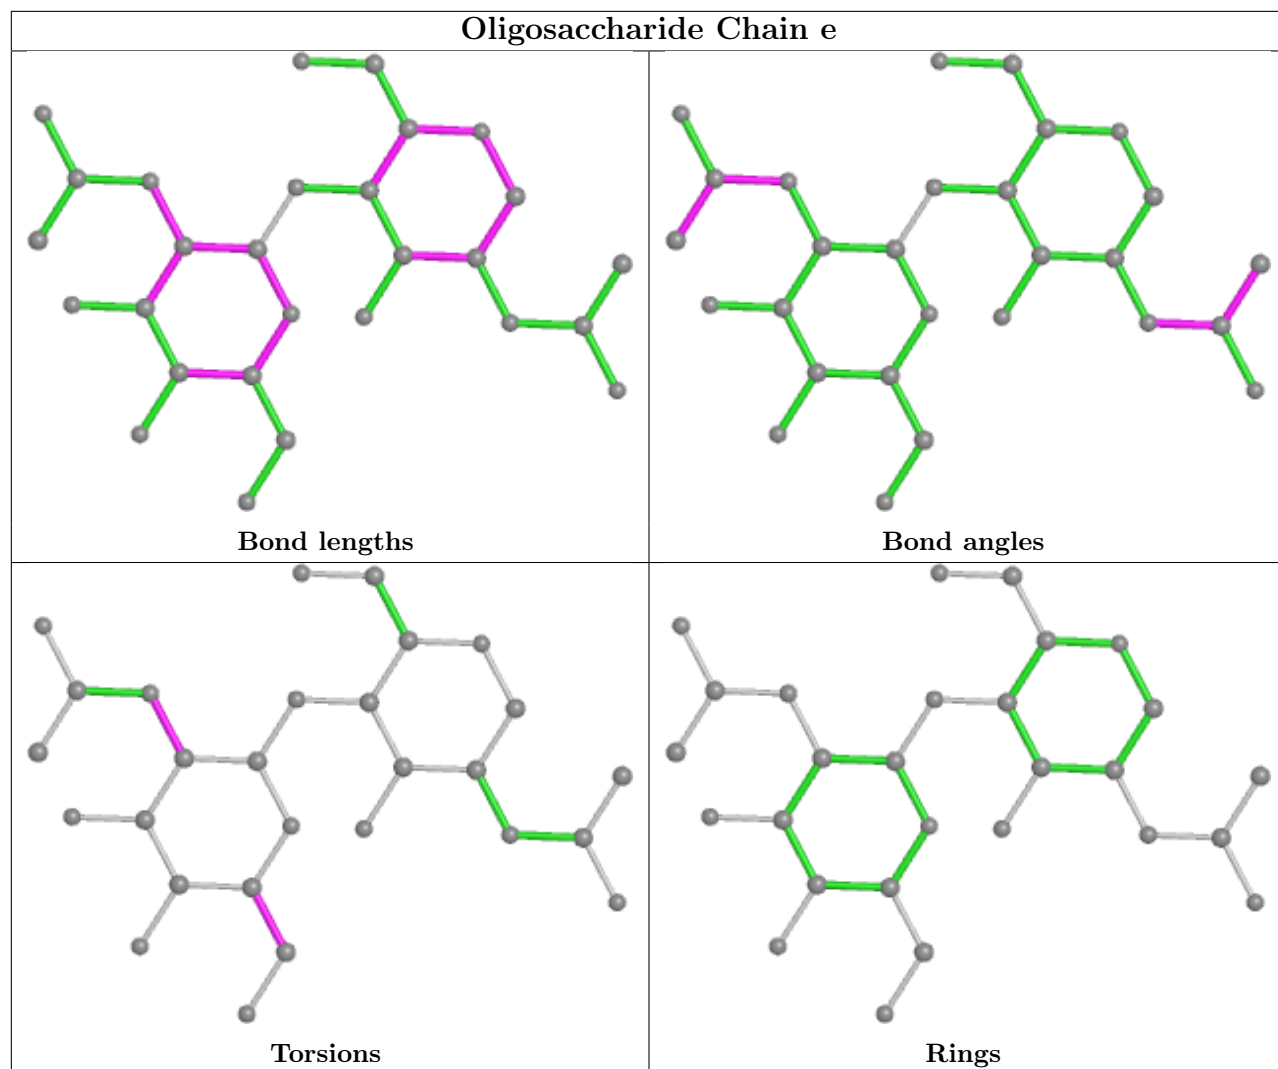 Oligosaccharide Chain e
Bond lengths
Bond angles
Torsions
Rings